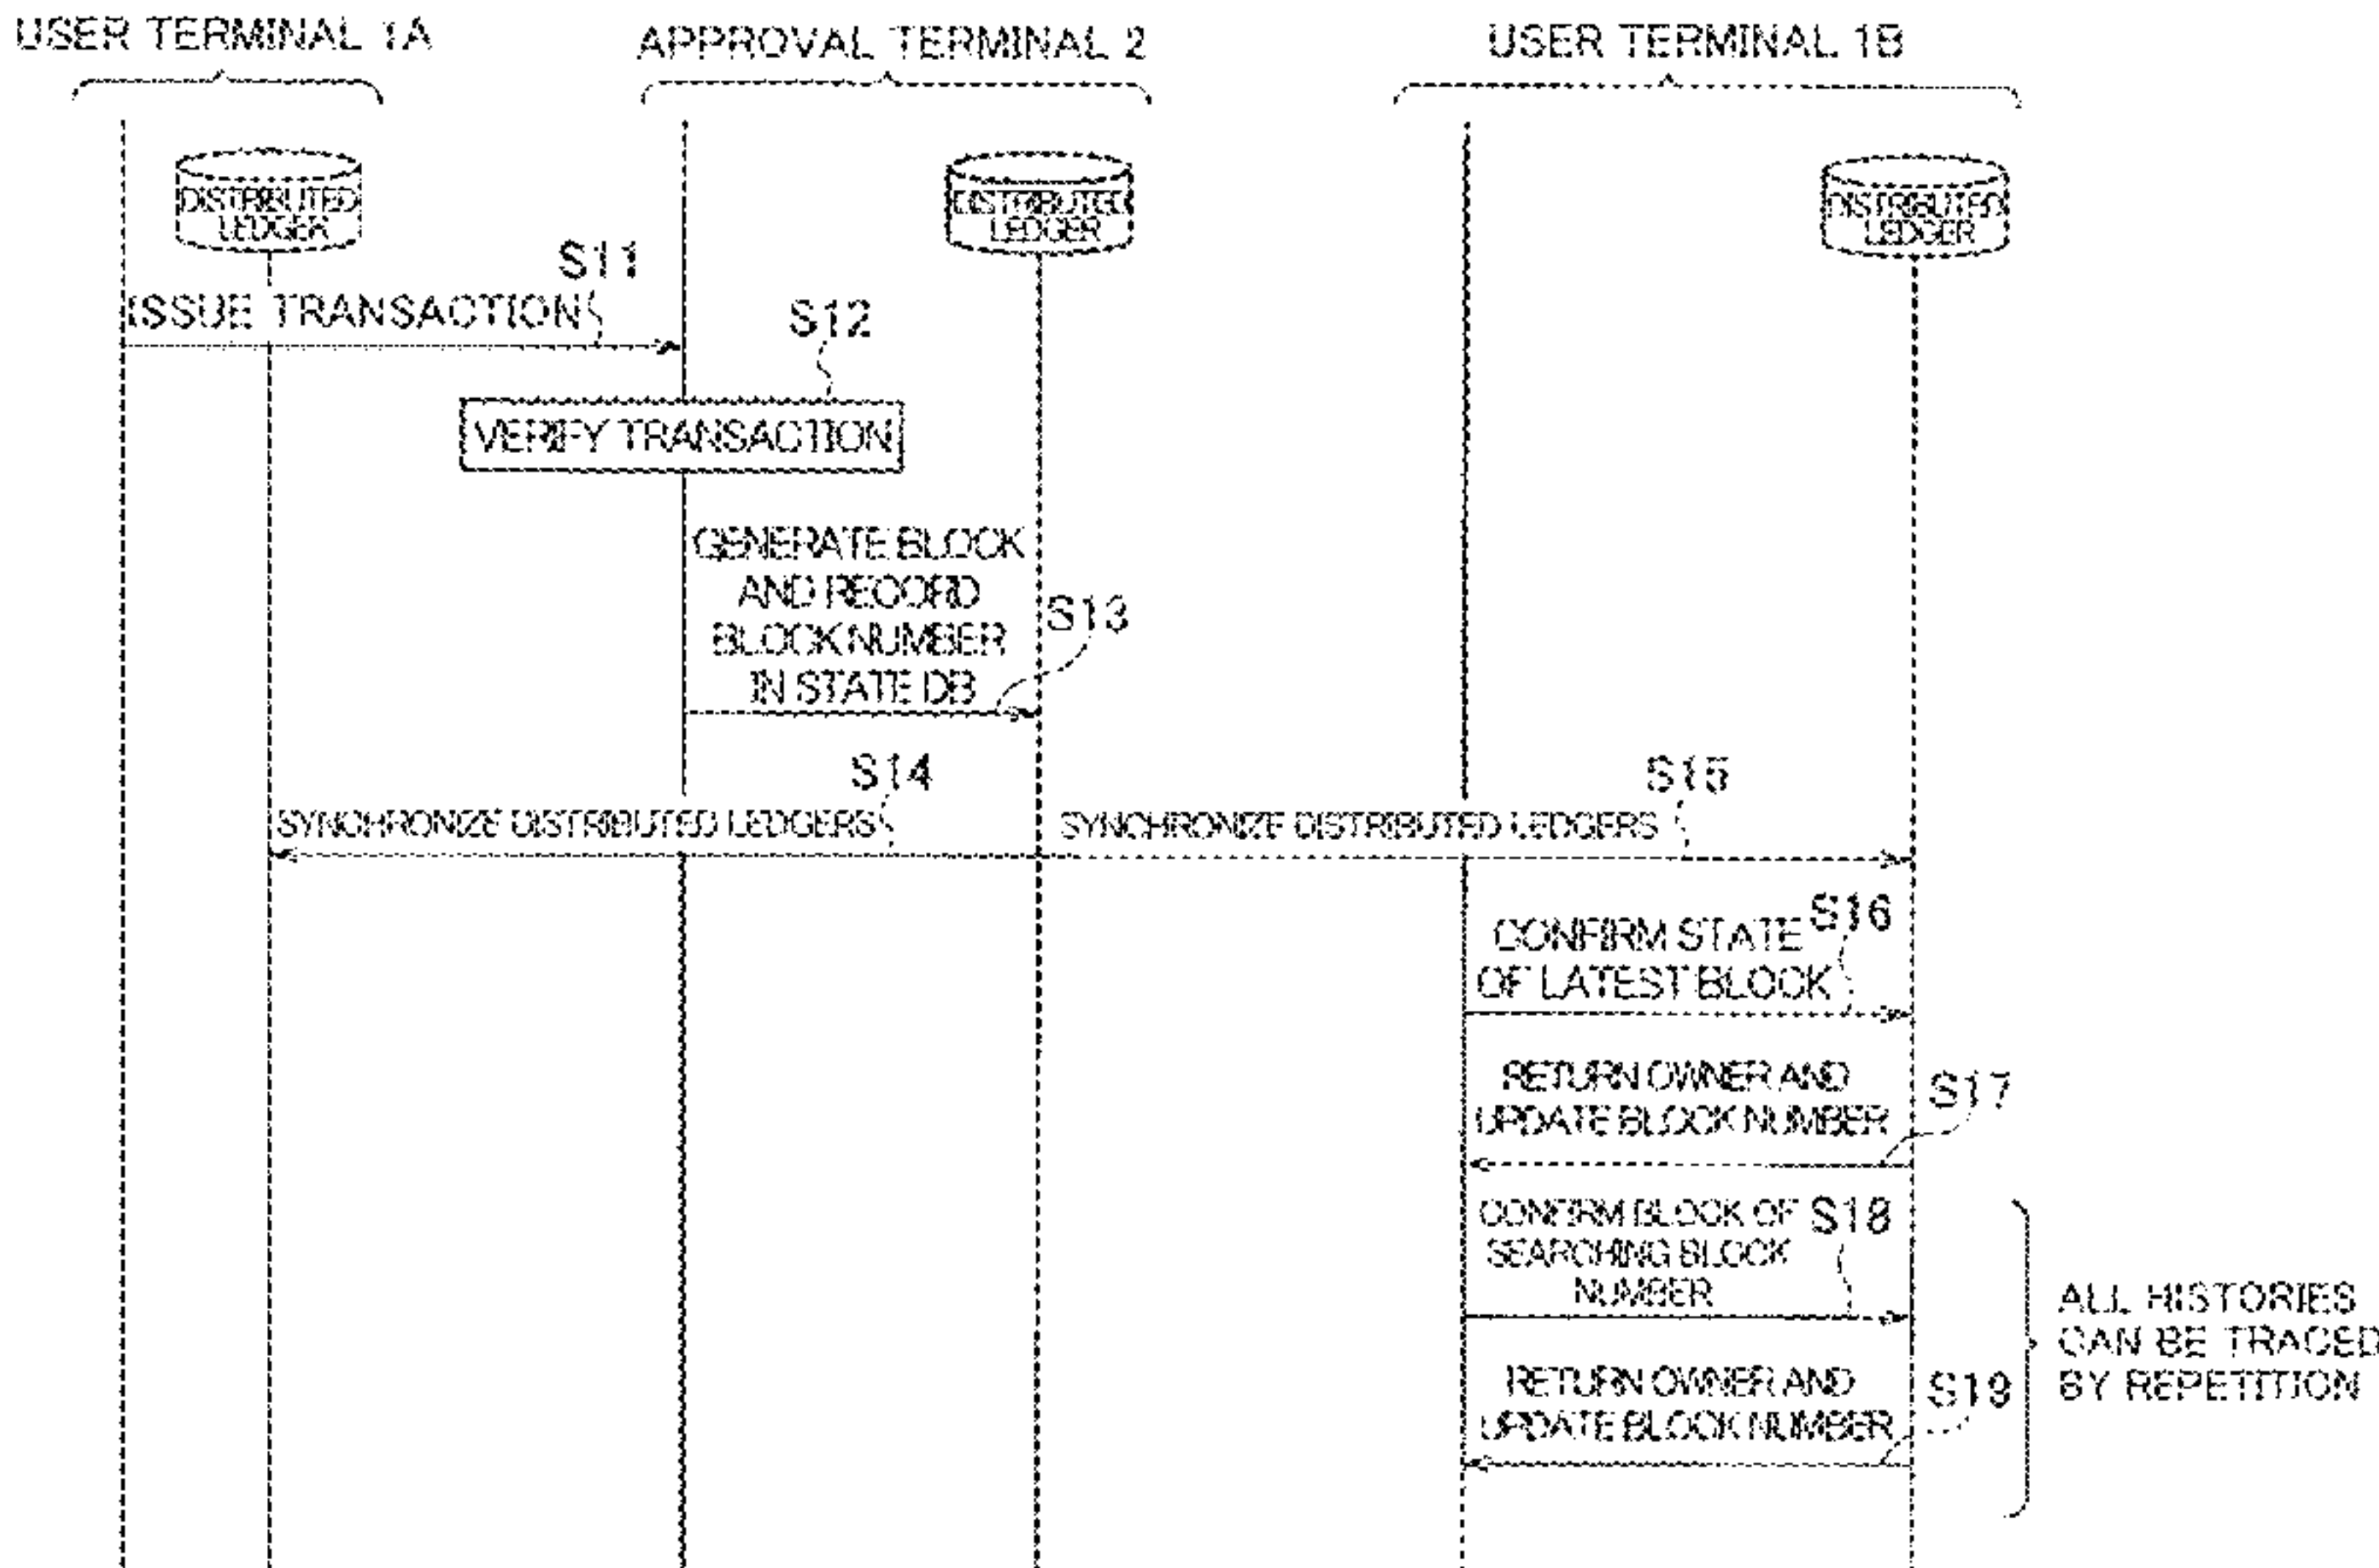 USER TERMINAL 1A
APPROVAL TERMINAL 2
USER TERMINAL 1B
DISTRIBUTED
LEDGER
DISTRIBUTED
LEDGER
DISTRIBUTED
LEDGER
S11
ISSUE TRANSACTION
S12
VERIFY TRANSACTION
GENERATE BLOCK
AND RECORD
BLOCK NUMBER
IN STATE DB
S13
S14
SYNCHRONIZE DISTRIBUTED LEDGERS
S15
SYNCHRONIZE DISTRIBUTED LEDGERS
S16
CONFIRM STATE
OF LATEST BLOCK
RETURN OWNER AND
UPDATE BLOCK NUMBER
S17
CONFIRM BLOCK OF
SEARCHING BLOCK
NUMBER
S18
RETURN OWNER AND
UPDATE BLOCK NUMBER
S19
ALL HISTORIES
CAN BE TRACED
BY REPETITION